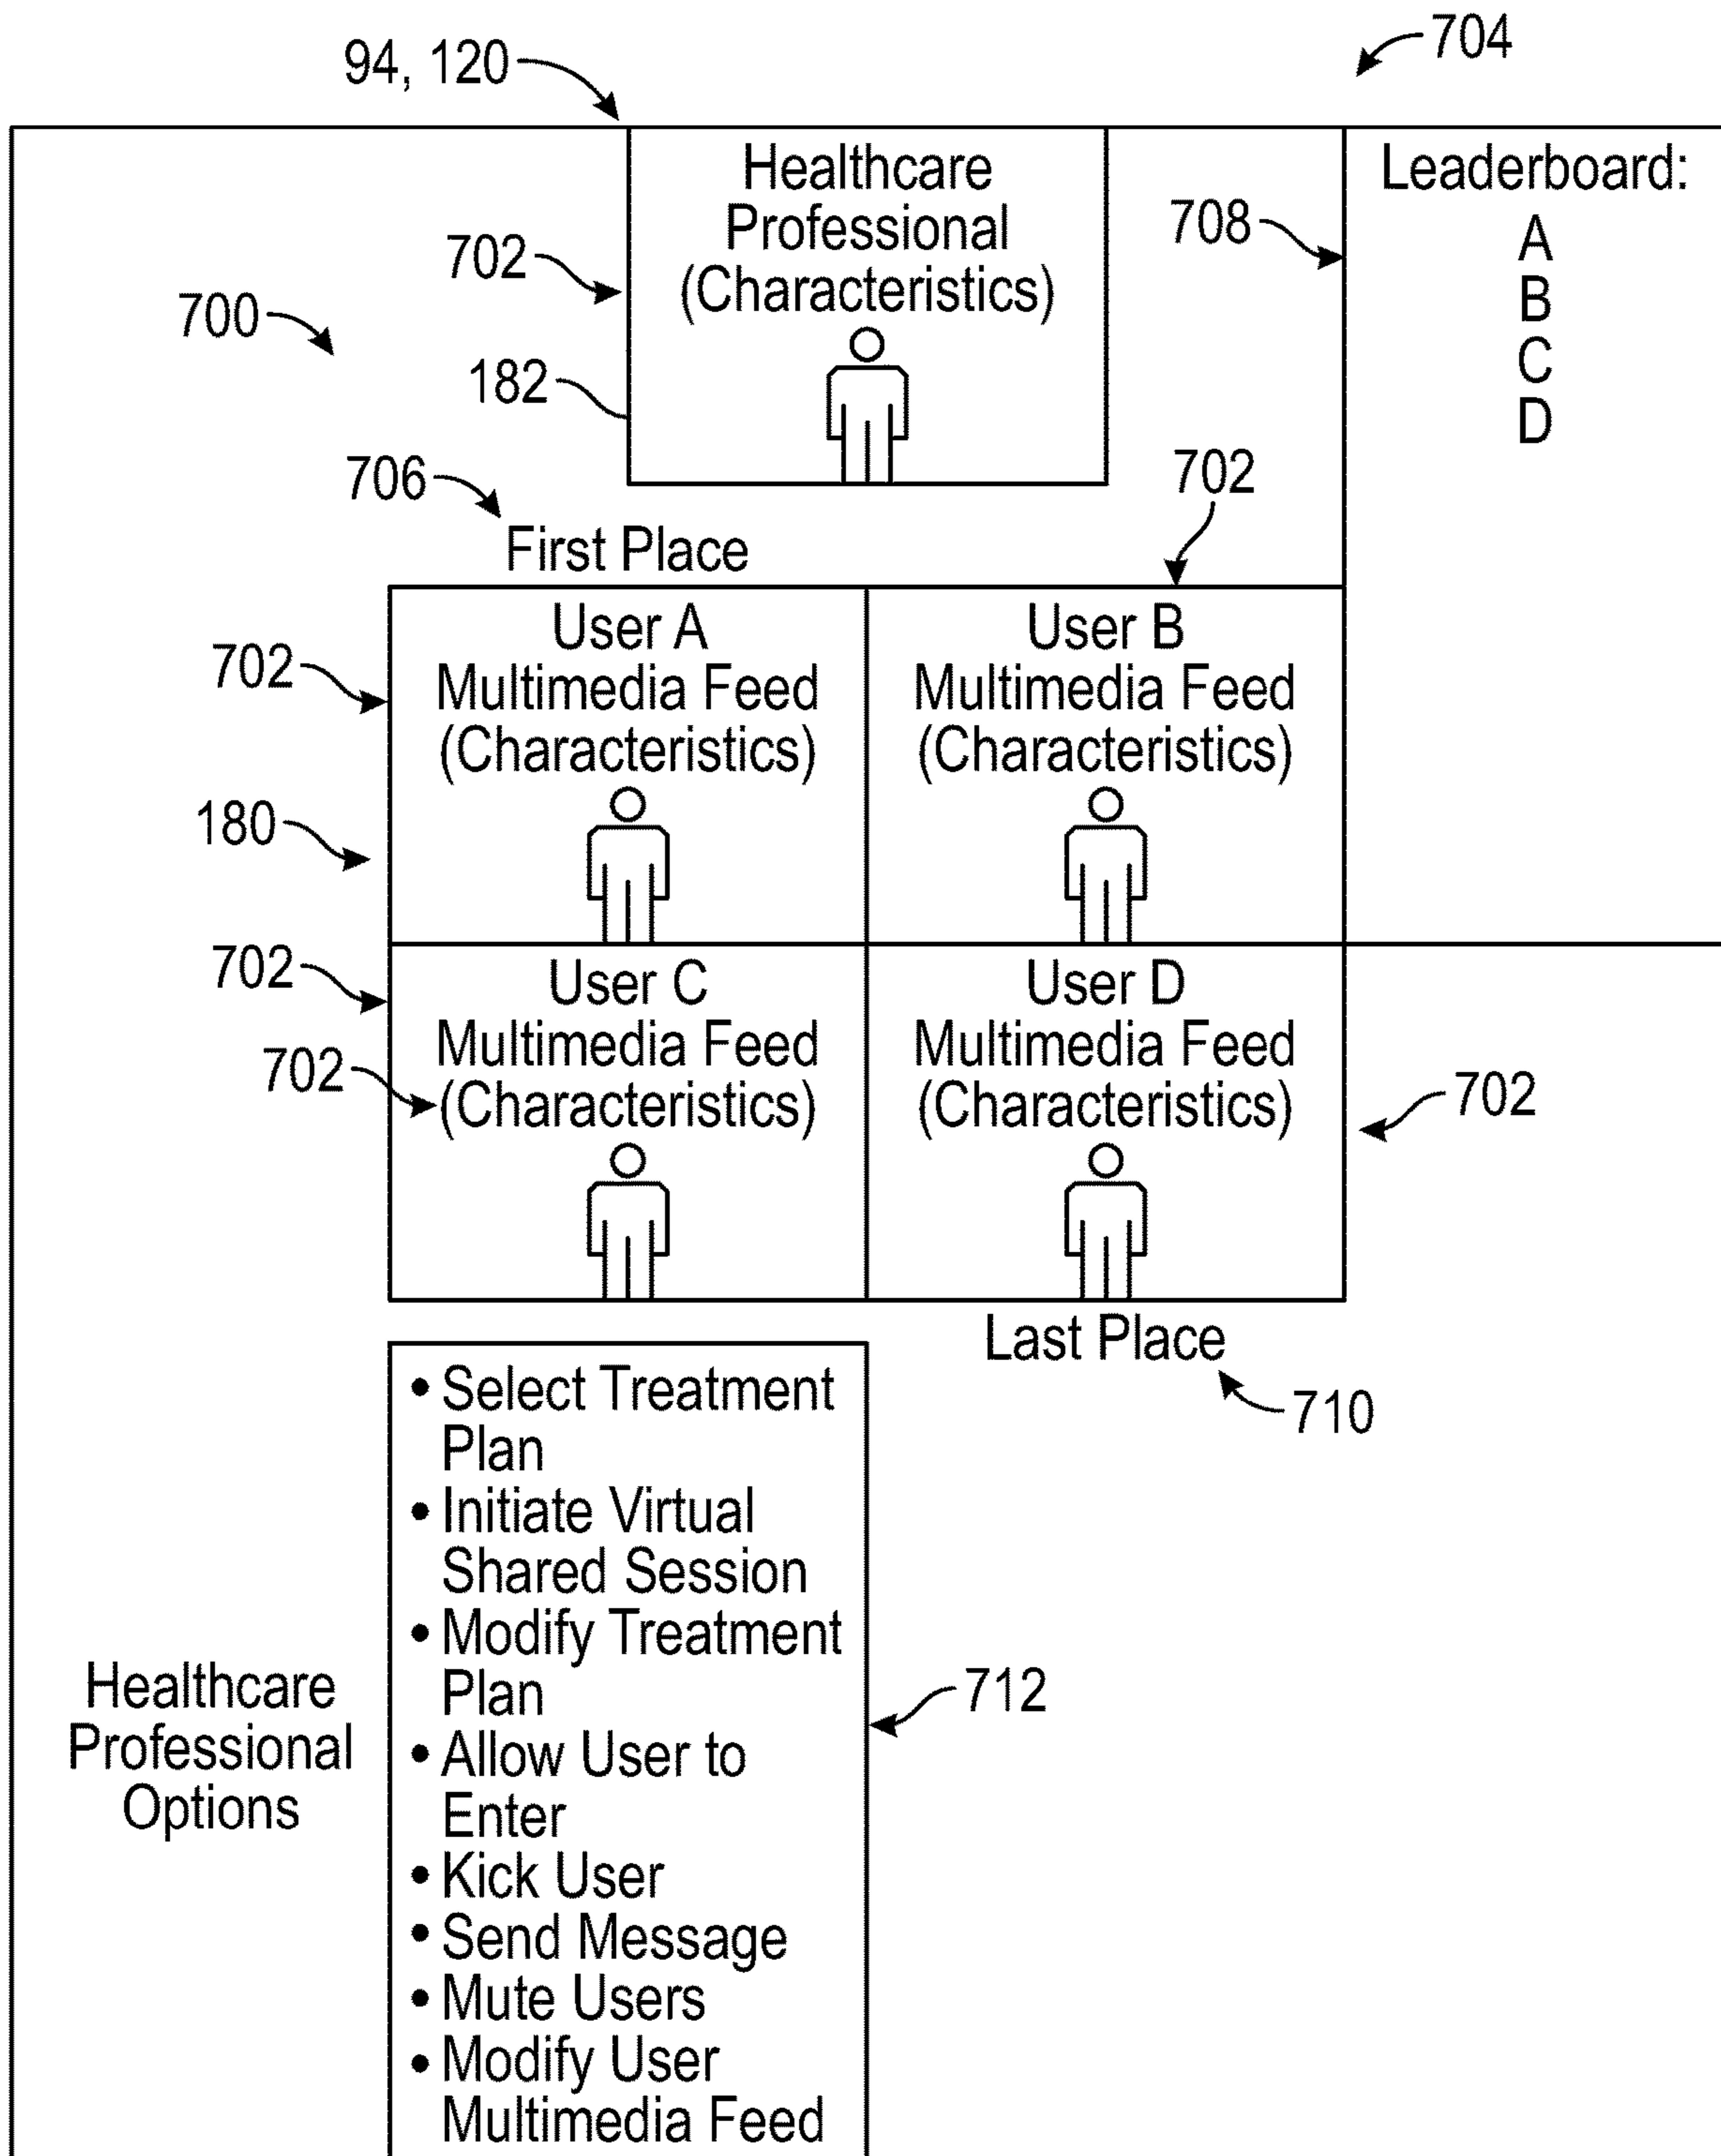 704
94, 120
Healthcare
Professional
(Characteristics)
Leaderboard:
A
B
C
D
708
702
700
182
706
First Place
702
User A
Multimedia Feed
(Characteristics)
User B
Multimedia Feed
(Characteristics)
702
180
702
User C
Multimedia Feed
(Characteristics)
User D
Multimedia Feed
(Characteristics)
702
702
Last Place
710
Healthcare
Professional
Options
• Select Treatment
Plan
• Initiate Virtual
Shared Session
• Modify Treatment
Plan
• Allow User to
Enter
• Kick User
• Send Message
• Mute Users
• Modify User
Multimedia Feed
712